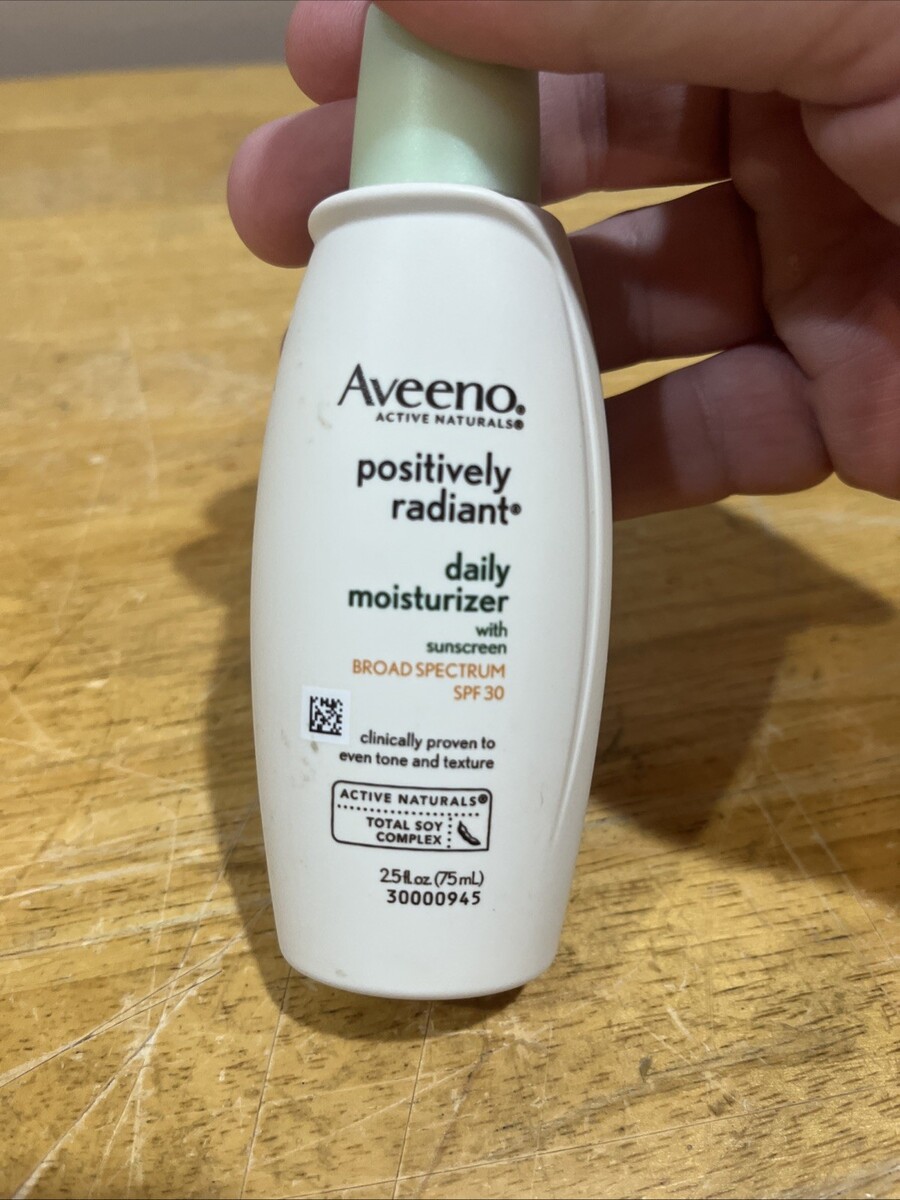 Aveeno®
ACTIVE NATURALS®
positively
radiant®
daily
moisturizer
with
sunscreen
BROAD SPECTRUM
SPF 30
clinically proven to
even tone and texture
ACTIVE NATURALS®
TOTAL SOY
COMPLEX
2.5 fl. oz. (75 mL)
30000945